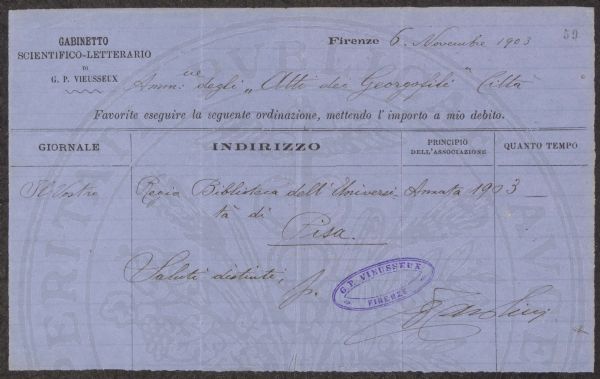 GABINETTO
SCIENTIFICO-LETTERARIO
DI
G. P. VIEUSSEUX
Firenze 6. Novembre 1903
59
Amm.ne degli „Atti dei Georgofili" Città
Favorite eseguire la seguente ordinazione, mettendo l'importo a mio debito.
GIORNALE INDIRIZZO PRINCIPIO DELL'ASSOCIAZIONE QUANTO TEMPO
Il Vostro Regia Biblioteca dell'Universi Annata 1903
tà di
Pisa.
Saluti distinti, p.
G. P. VIEUSSEUX
FIRENZE